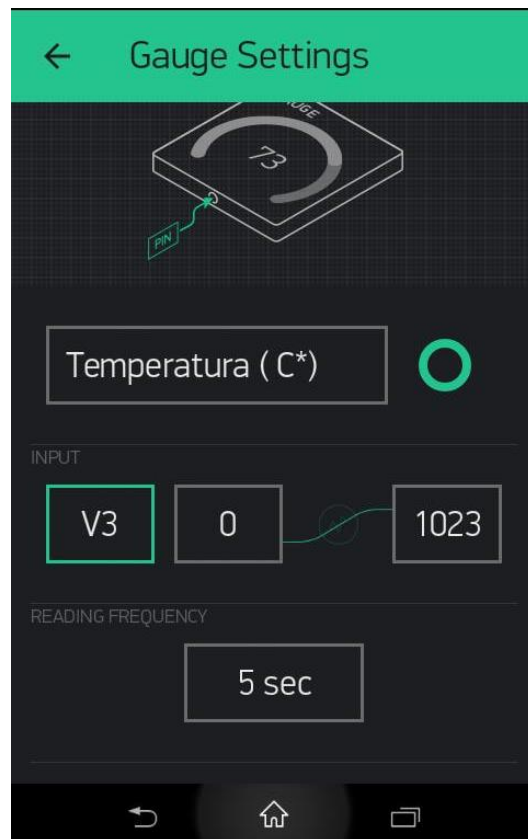 Gauge Settings
73
PIN
Temperatura ( C*)
INPUT
V3 0 1023
READING FREQUENCY
5 sec